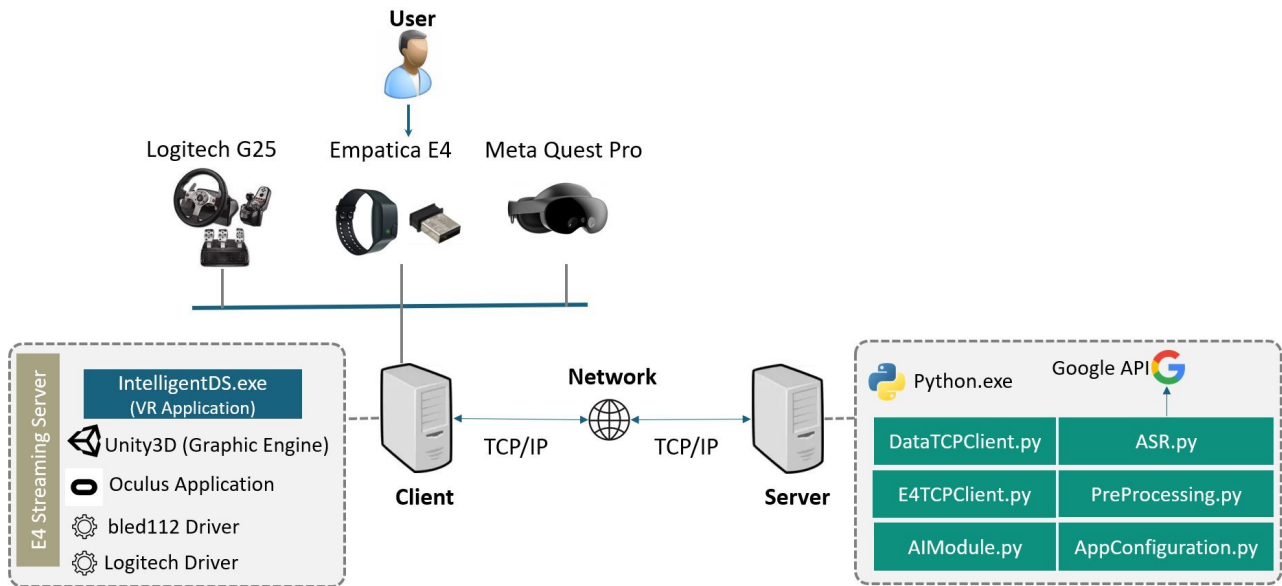 User
Logitech G25
Empatica E4
Meta Quest Pro
E4 Streaming Server
IntelligentDS.exe
(VR Application)
Unity3D (Graphic Engine)
Oculus Application
bled112 Driver
Logitech Driver
Client
TCP/IP
Network
TCP/IP
Server
Python.exe
Google API
DataTCPClient.py
ASR.py
E4TCPClient.py
PreProcessing.py
AIModule.py
AppConfiguration.py